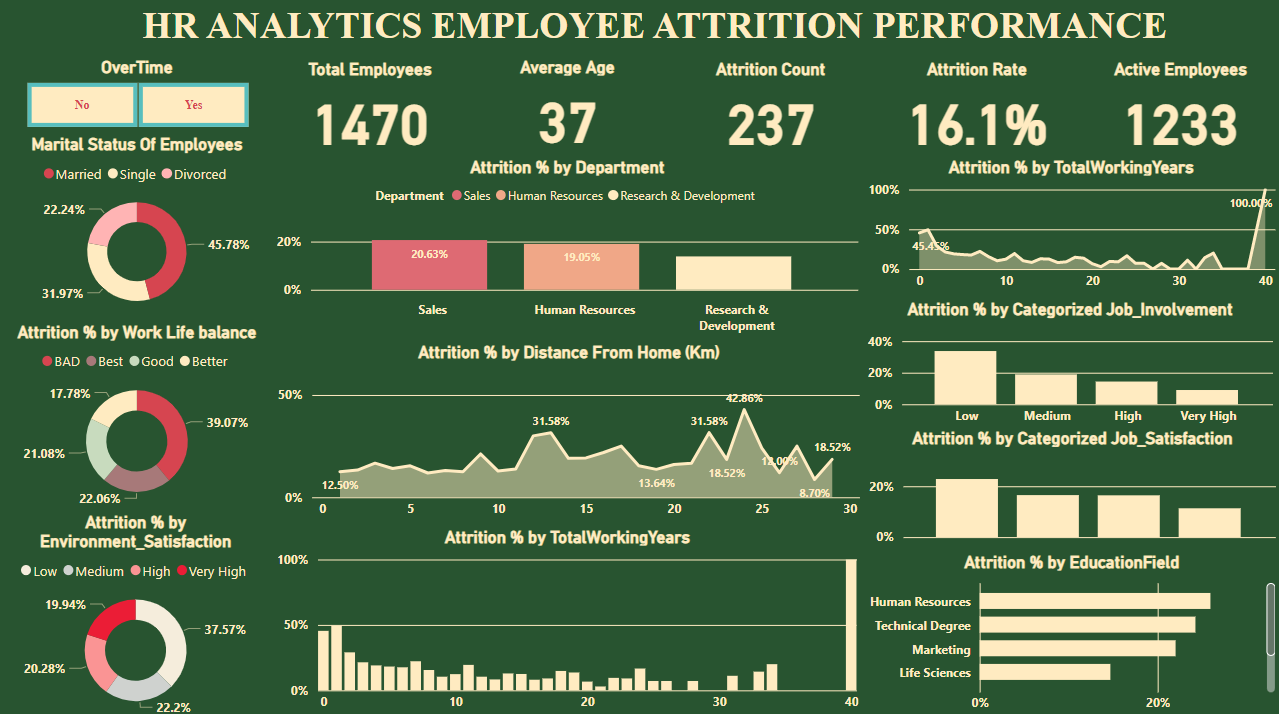 HR ANALYTICS EMPLOYEE ATTRITION PERFORMANCE
OverTime
No
Yes
Total Employees
1470
Average Age
37
Attrition Count
237
Attrition Rate
16.1%
Active Employees
1233
Marital Status Of Employees
Married Single Divorced
22.24%
45.78%
31.97%
Attrition % by Department
Department Sales Human Resources Research & Development
20%
0%
20.63%
19.05%
Sales
Human Resources
Research &
Development
Attrition % by TotalWorkingYears
100%
50%
0%
45.45%
100.00%
0 10 20 30 40
Attrition % by Work Life balance
BAD Best Good Better
17.78%
39.07%
21.08%
22.06%
Attrition % by Distance From Home (Km)
50%
0%
12.50%
31.58%
13.64%
31.58%
18.52%
42.86%
12.00%
8.70%
18.52%
0 5 10 15 20 25 30
Attrition % by Categorized Job_Involvement
40%
20%
0%
Low Medium High Very High
Attrition % by Categorized Job_Satisfaction
20%
0%
Attrition % by
Environment_Satisfaction
Low Medium High Very High
19.94%
37.57%
20.28%
22.2%
Attrition % by TotalWorkingYears
100%
50%
0%
0 10 20 30 40
Attrition % by EducationField
Human Resources
Technical Degree
Marketing
Life Sciences
0% 20%